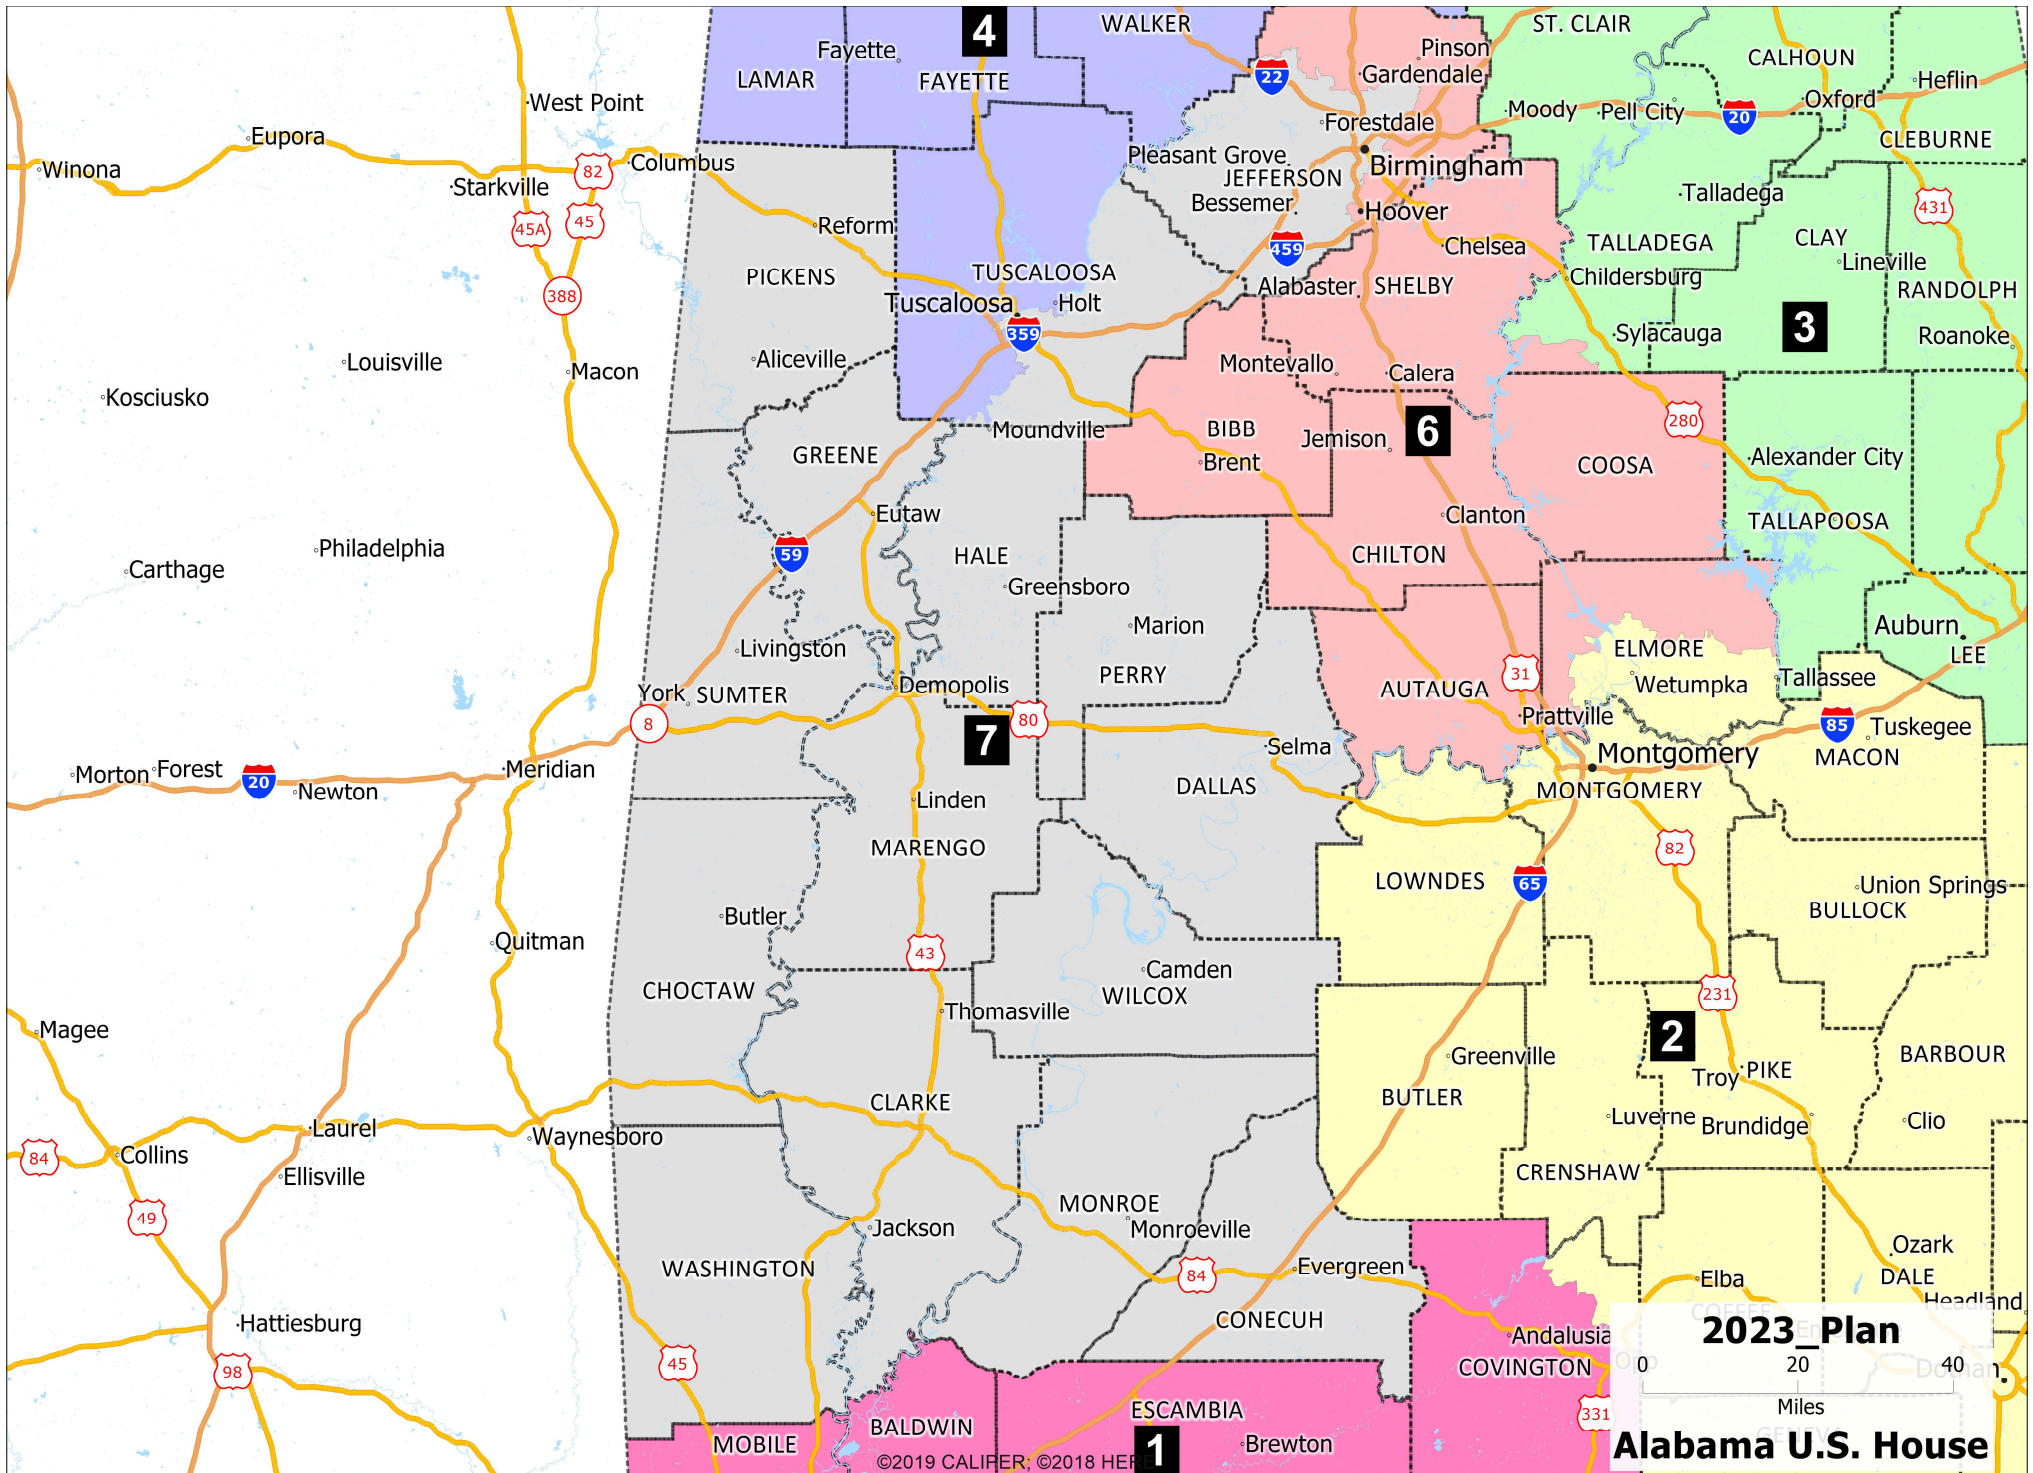 4
WALKER
ST. CLAIR
Fayette
Pinson
CALHOUN
LAMAR
FAYETTE
22
Gardendale
Heflin
West Point
Moody
Pell City
Oxford
20
Eupora
Forestdale
CLEBURNE
Winona
82
Columbus
Pleasant Grove
Birmingham
Starkville
JEFFERSON
Talladega
Bessemer
Hoover
431
45A
45
Reform
459
Chelsea
TALLADEGA
CLAY
Lineville
PICKENS
TUSCALOOSA
Alabaster
SHELBY
Childersburg
RANDOLPH
388
Tuscaloosa
Holt
359
Sylacauga
3
Roanoke
Louisville
Aliceville
Montevallo
Calera
Macon
Kosciusko
Moundville
BIBB
Jemison
6
280
GREENE
Brent
COOSA
Alexander City
Eutaw
Clanton
TALLAPOOSA
Philadelphia
59
HALE
CHILTON
Carthage
Greensboro
Marion
Auburn
Livingston
ELMORE
LEE
PERRY
31
Wetumpka
Tallassee
York
SUMTER
Demopolis
AUTAUGA
8
80
Prattville
85
Tuskegee
7
Selma
Montgomery
MACON
Morton
Forest
20
Meridian
Newton
DALLAS
MONTGOMERY
Linden
MARENGO
82
LOWNDES
65
Union Springs
BULLOCK
Butler
Quitman
43
Camden
CHOCTAW
WILCOX
231
Thomasville
Magee
2
Greenville
BARBOUR
Troy
PIKE
CLARKE
BUTLER
Luverne
Brundidge
Clio
Laurel
Waynesboro
84
Collins
Ellisville
CRENSHAW
49
MONROE
Monroeville
Jackson
Ozark
WASHINGTON
84
Evergreen
Elba
DALE
Headland
Hattiesburg
CONECUH
COFFEE
Andalusia
2023_Plan
98
45
COVINGTON
Opp
0
20
40
Dothan
Miles
ESCAMBIA
331
BALDWIN
MOBILE
1
Brewton
GENEVA
Alabama U.S. House
©2019 CALIPER; ©2018 HERE